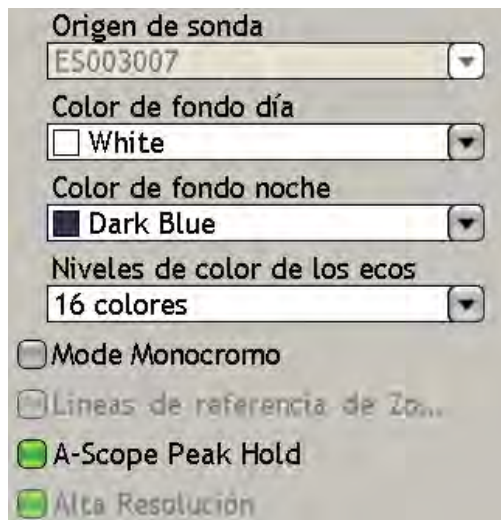 Origen de sonda
ES003007
Color de fondo día
White
Color de fondo noche
Dark Blue
Niveles de color de los ecos
16 colores
Mode Monocromo
Lineas de referencia de Zo...
A-Scope Peak Hold
Alta Resolución